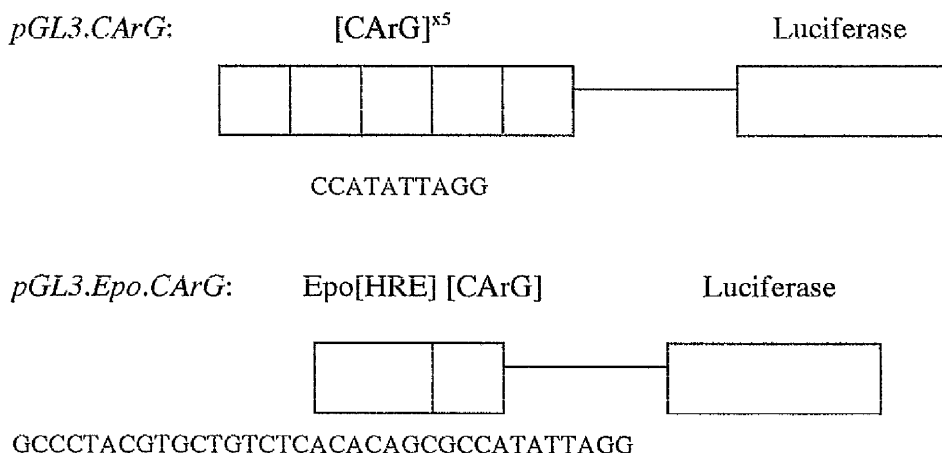 pGL3.CArG: [CArG]x5 Luciferase
CCATATTAGG
pGL3.Epo.CArG: Epo[HRE] [CArG] Luciferase
GCCCTACGTGCTGTCTCACACAGCGCCATATTAGG